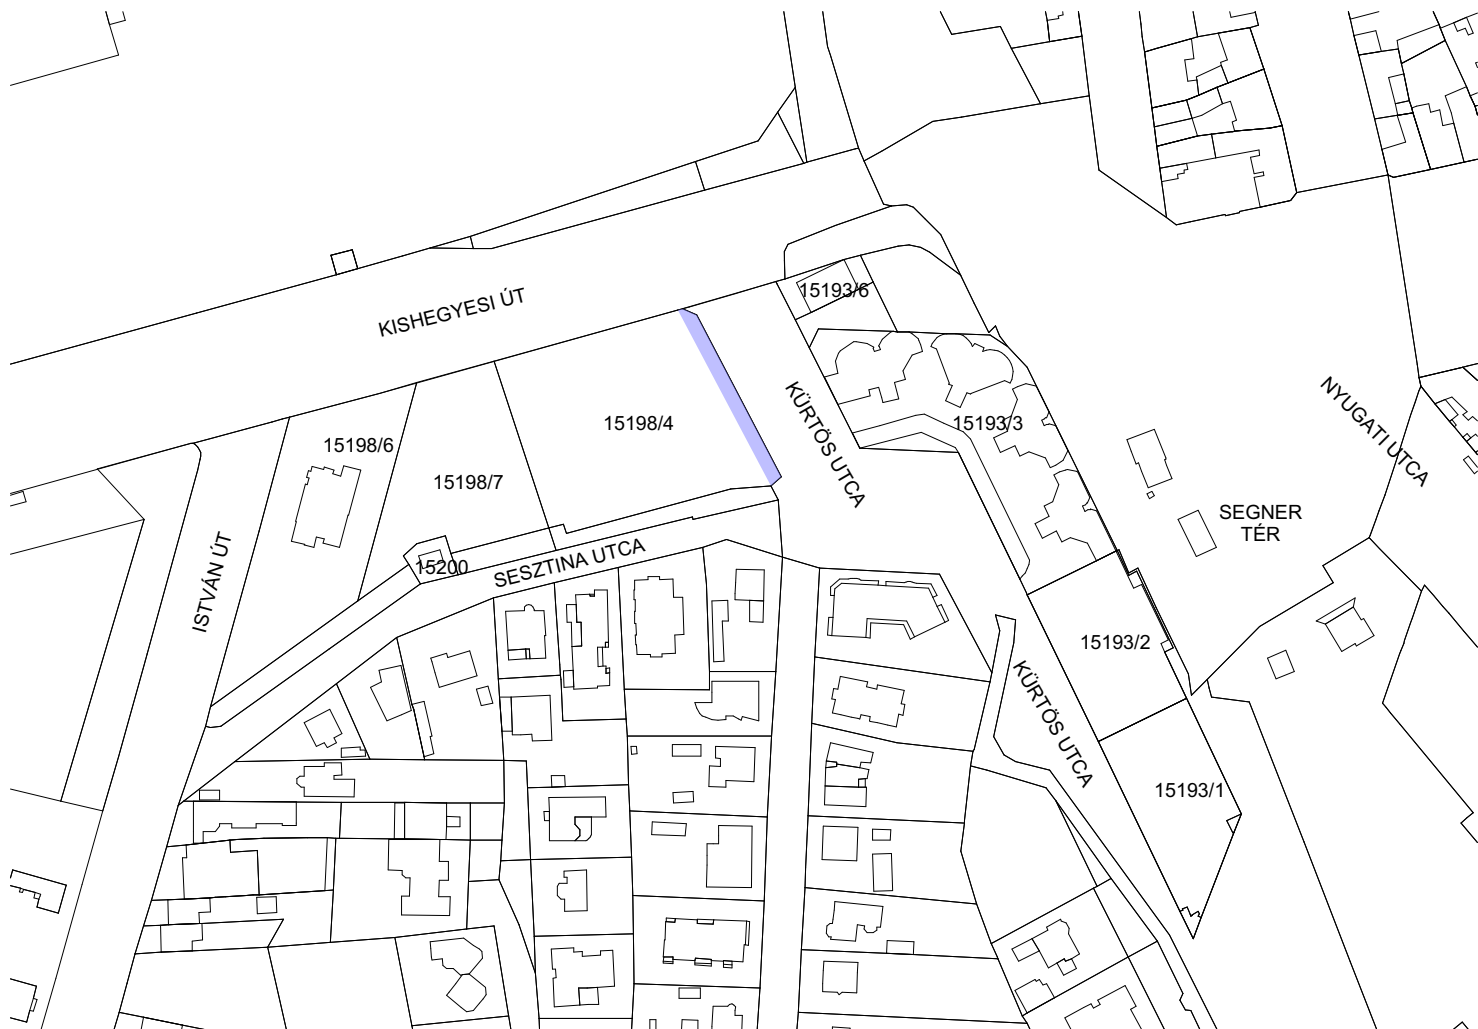 15193/6
KISHEGYESI ÚT
15198/4
KÜRTÖS UTCA
15193/3
NYUGATI UTCA
15198/6
15198/7
SEGNER
TÉR
ISTVÁN ÚT
15200
SESZTINA UTCA
15193/2
KÜRTÖS UTCA
15193/1